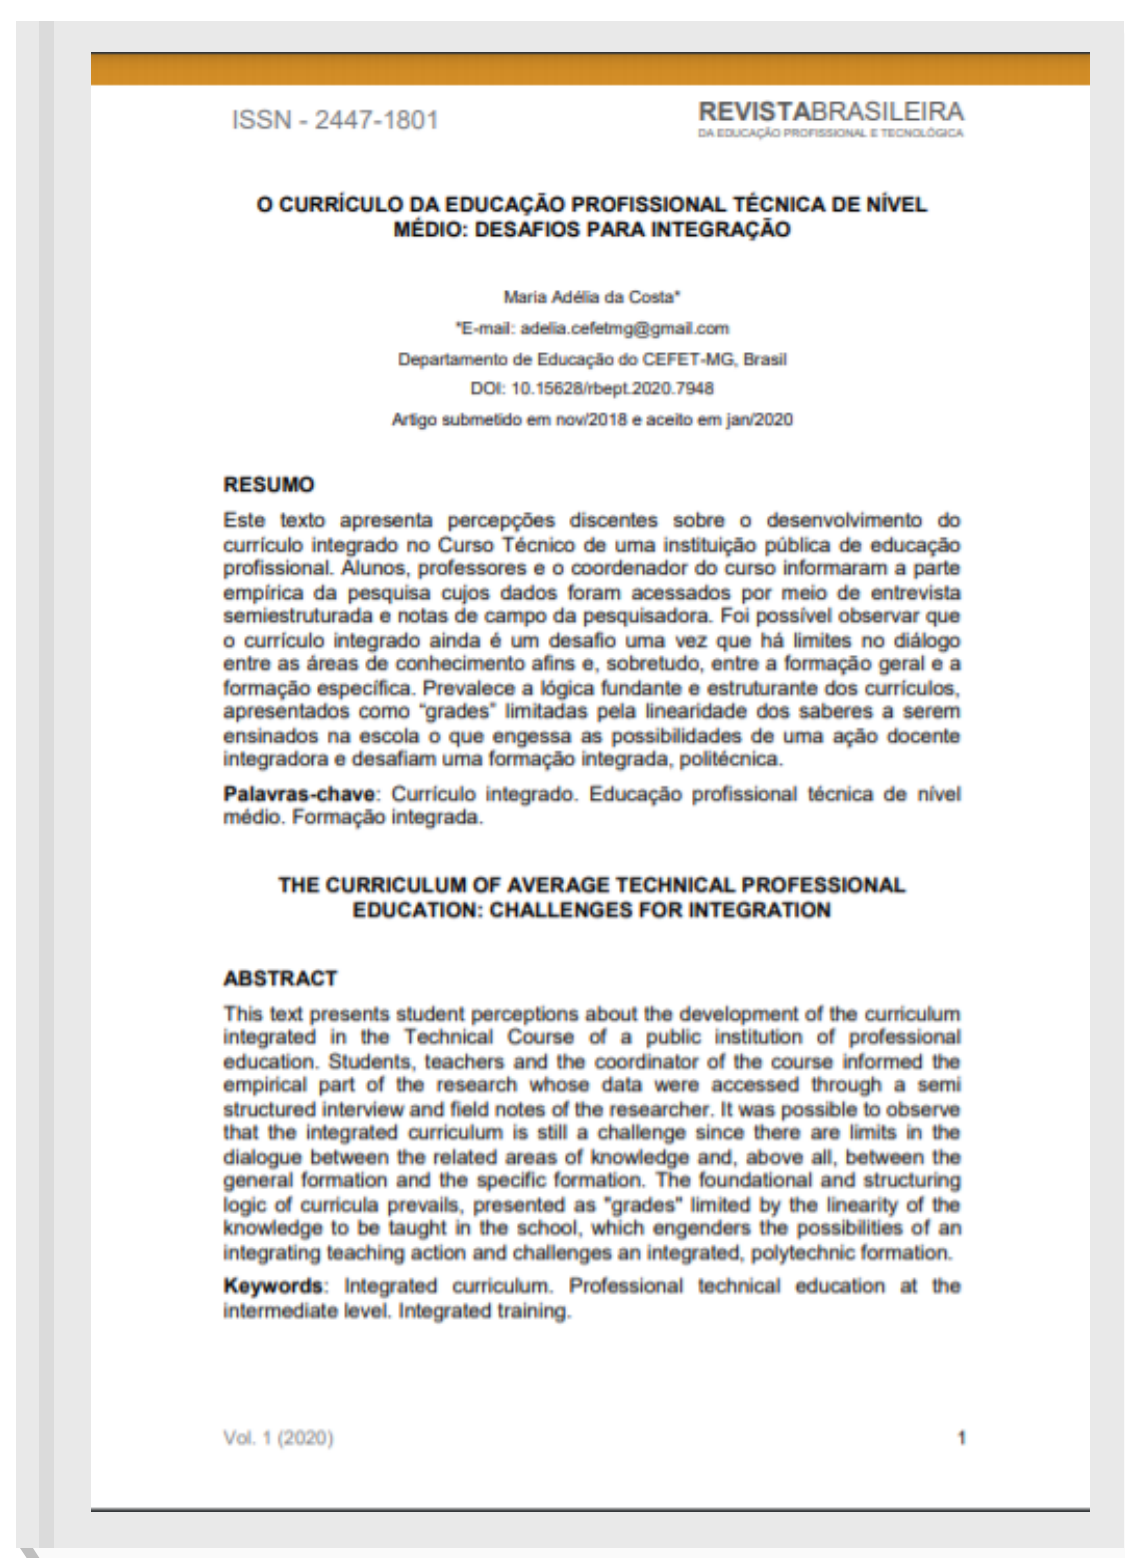 ISSN - 2447-1801
REVISTABRASILEIRA
DA EDUCAÇÃO PROFISSIONAL E TECNOLÓGICA
O CURRÍCULO DA EDUCAÇÃO PROFISSIONAL TÉCNICA DE NÍVEL
MÉDIO: DESAFIOS PARA INTEGRAÇÃO
Maria Adélia da Costa*
*E-mail: adelia.cefetmg@gmail.com
Departamento de Educação do CEFET-MG, Brasil
DOI: 10.15628/rbept.2020.7948
Artigo submetido em nov/2018 e aceito em jan/2020
RESUMO
Este texto apresenta percepções discentes sobre o desenvolvimento do
currículo integrado no Curso Técnico de uma instituição pública de educação
profissional. Alunos, professores e o coordenador do curso informaram a parte
empírica da pesquisa cujos dados foram acessados por meio de entrevista
semiestruturada e notas de campo da pesquisadora. Foi possível observar que
o currículo integrado ainda é um desafio uma vez que há limites no diálogo
entre as áreas de conhecimento afins e, sobretudo, entre a formação geral e a
formação específica. Prevalece a lógica fundante e estruturante dos currículos,
apresentados como “grades” limitadas pela linearidade dos saberes a serem
ensinados na escola o que engessa as possibilidades de uma ação docente
integradora e desafiam uma formação integrada, politécnica.
Palavras-chave: Currículo integrado. Educação profissional técnica de nível
médio. Formação integrada.
THE CURRICULUM OF AVERAGE TECHNICAL PROFESSIONAL
EDUCATION: CHALLENGES FOR INTEGRATION
ABSTRACT
This text presents student perceptions about the development of the curriculum
integrated in the Technical Course of a public institution of professional
education. Students, teachers and the coordinator of the course informed the
empirical part of the research whose data were accessed through a semi
structured interview and field notes of the researcher. It was possible to observe
that the integrated curriculum is still a challenge since there are limits in the
dialogue between the related areas of knowledge and, above all, between the
general formation and the specific formation. The foundational and structuring
logic of curricula prevails, presented as "grades" limited by the linearity of the
knowledge to be taught in the school, which engenders the possibilities of an
integrating teaching action and challenges an integrated, polytechnic formation.
Keywords: Integrated curriculum. Professional technical education at the
intermediate level. Integrated training.
Vol. 1 (2020)
1